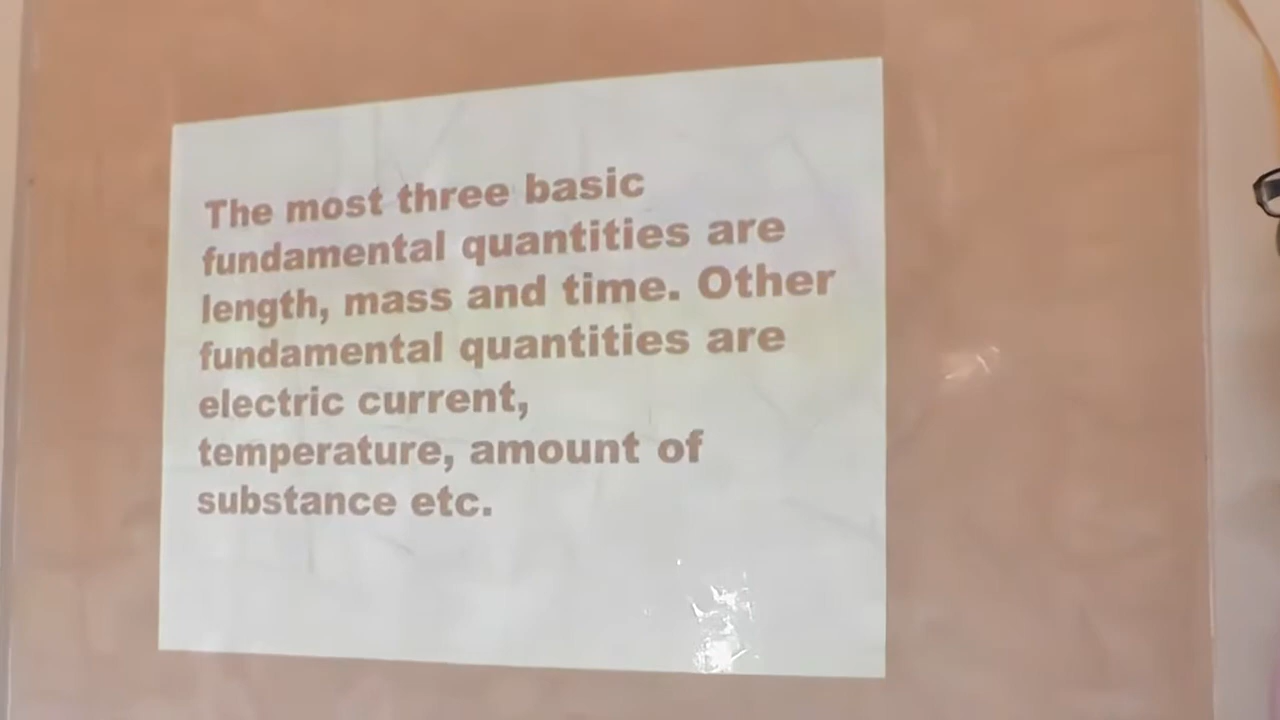 The most three basic
fundamental quantities are
length, mass and time. Other
fundamental quantities are
electric current,
temperature, amount of
substance etc.